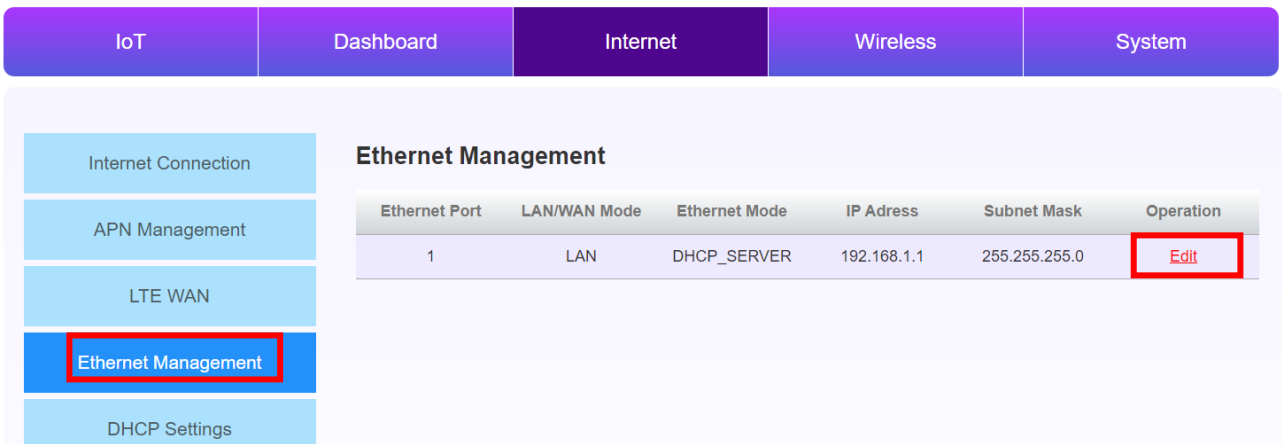 IoT Dashboard Internet Wireless System
Internet Connection
APN Management
LTE WAN
Ethernet Management
DHCP Settings
Ethernet Management
Ethernet Port LAN/WAN Mode Ethernet Mode IP Adress Subnet Mask Operation
1 LAN DHCP_SERVER 192.168.1.1 255.255.255.0 Edit